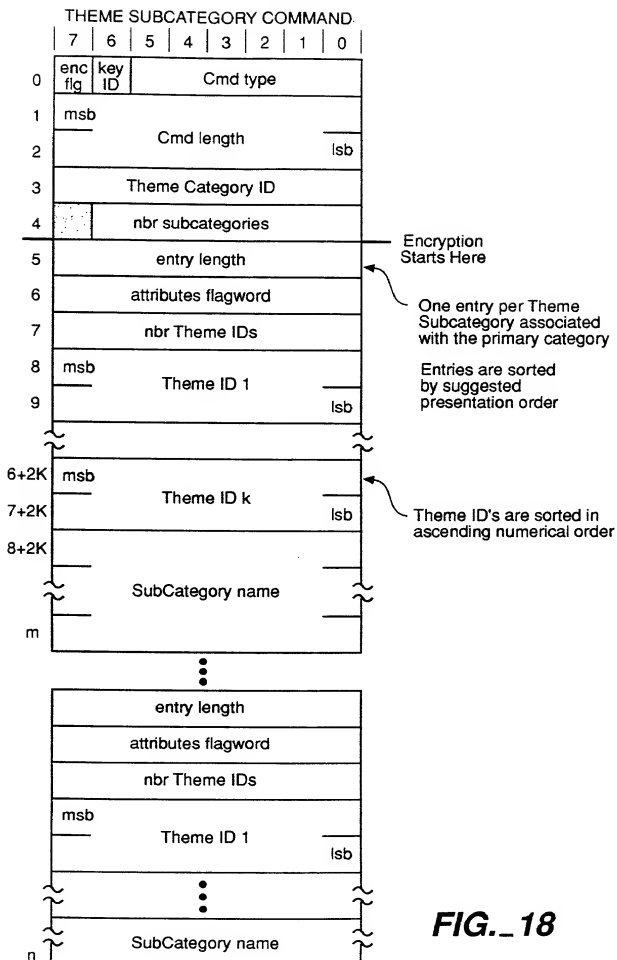 THEME SUBCATEGORY COMMAND
7 6 5 4 3 2 1 0
0 enc flg key ID Cmd type
1 msb
Cmd length
2 lsb
3 Theme Category ID
4 nbr subcategories
Encryption
Starts Here
5 entry length
6 attributes flagword
One entry per Theme
Subcategory associated
with the primary category
7 nbr Theme IDs
Entries are sorted
by suggested
presentation order
8 msb
Theme ID 1
9 lsb
6+2K msb
Theme ID k
7+2K lsb
Theme ID's are sorted in
ascending numerical order
8+2K
SubCategory name
m
entry length
attributes flagword
nbr Theme IDs
msb
Theme ID 1
lsb
SubCategory name
n
FIG._18